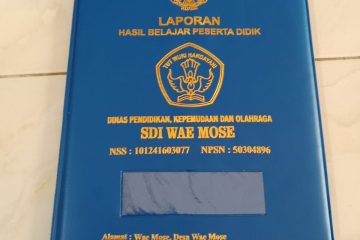 LAPORAN
HASIL BELAJAR PESERTA DIDIK
TUT WURI HANDAYANI
DINAS PENDIDIKAN, KEPEMUDAAN DAN OLAHRAGA
SDI WAE MOSE
NSS : 101241603077 NPSN : 50304896
Alamat : Wae Mose, Desa Wae Mose